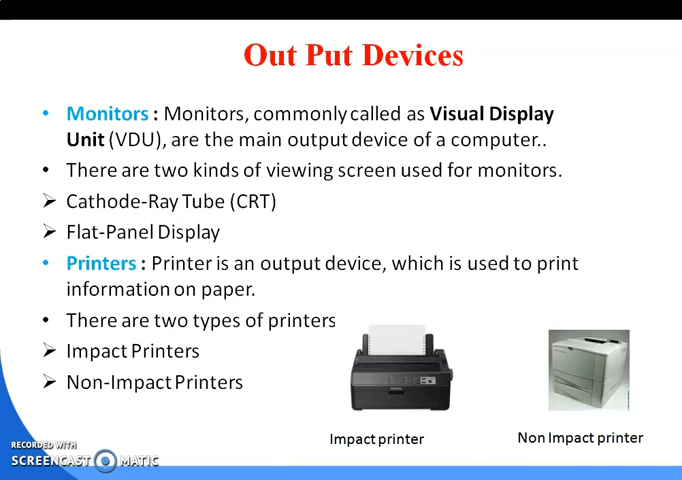 Out Put Devices
• Monitors : Monitors, commonly called as Visual Display
Unit (VDU), are the main output device of a computer..
• There are two kinds of viewing screen used for monitors.
➢ Cathode-Ray Tube (CRT)
➢ Flat-Panel Display
• Printers : Printer is an output device, which is used to print
information on paper.
• There are two types of printers
➢ Impact Printers
➢ Non-Impact Printers
Impact printer
Non Impact printer
RECORDED WITH
SCREENCAST MATIC